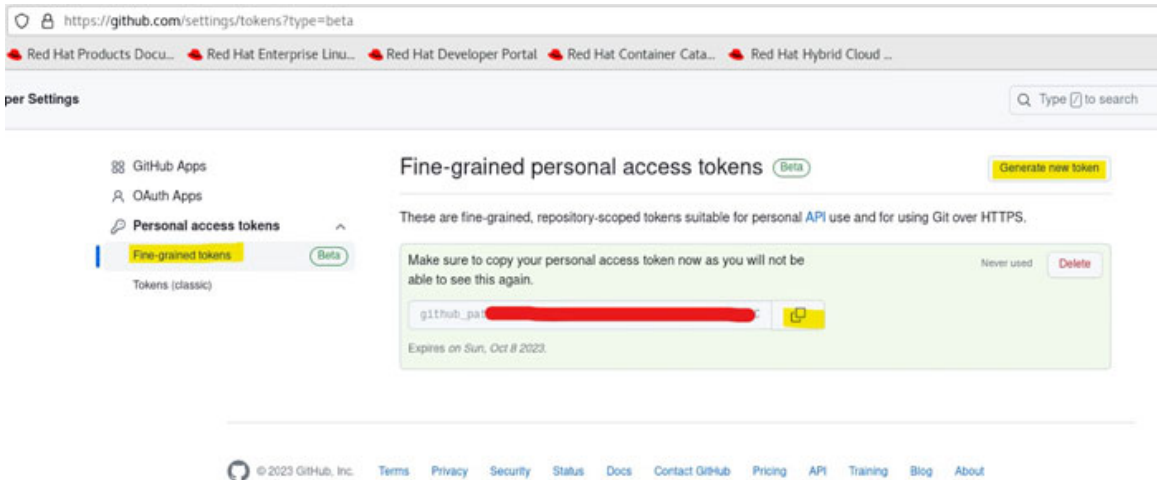 https://github.com/settings/tokens?type=beta
Red Hat Products Docu... Red Hat Enterprise Linu... Red Hat Developer Portal Red Hat Container Cata... Red Hat Hybrid Cloud ...
per Settings
Type / to search
GitHub Apps
OAuth Apps
Personal access tokens
Fine-grained tokens Beta
Tokens (classic)
Fine-grained personal access tokens Beta
Generate new token
These are fine-grained, repository-scoped tokens suitable for personal API use and for using Git over HTTPS.
Make sure to copy your personal access token now as you will not be
able to see this again.
Never used Delete
github_pat
Expires on Sun, Oct 8 2023.
© 2023 GitHub, Inc. Terms Privacy Security Status Docs Contact GitHub Pricing API Training Blog About